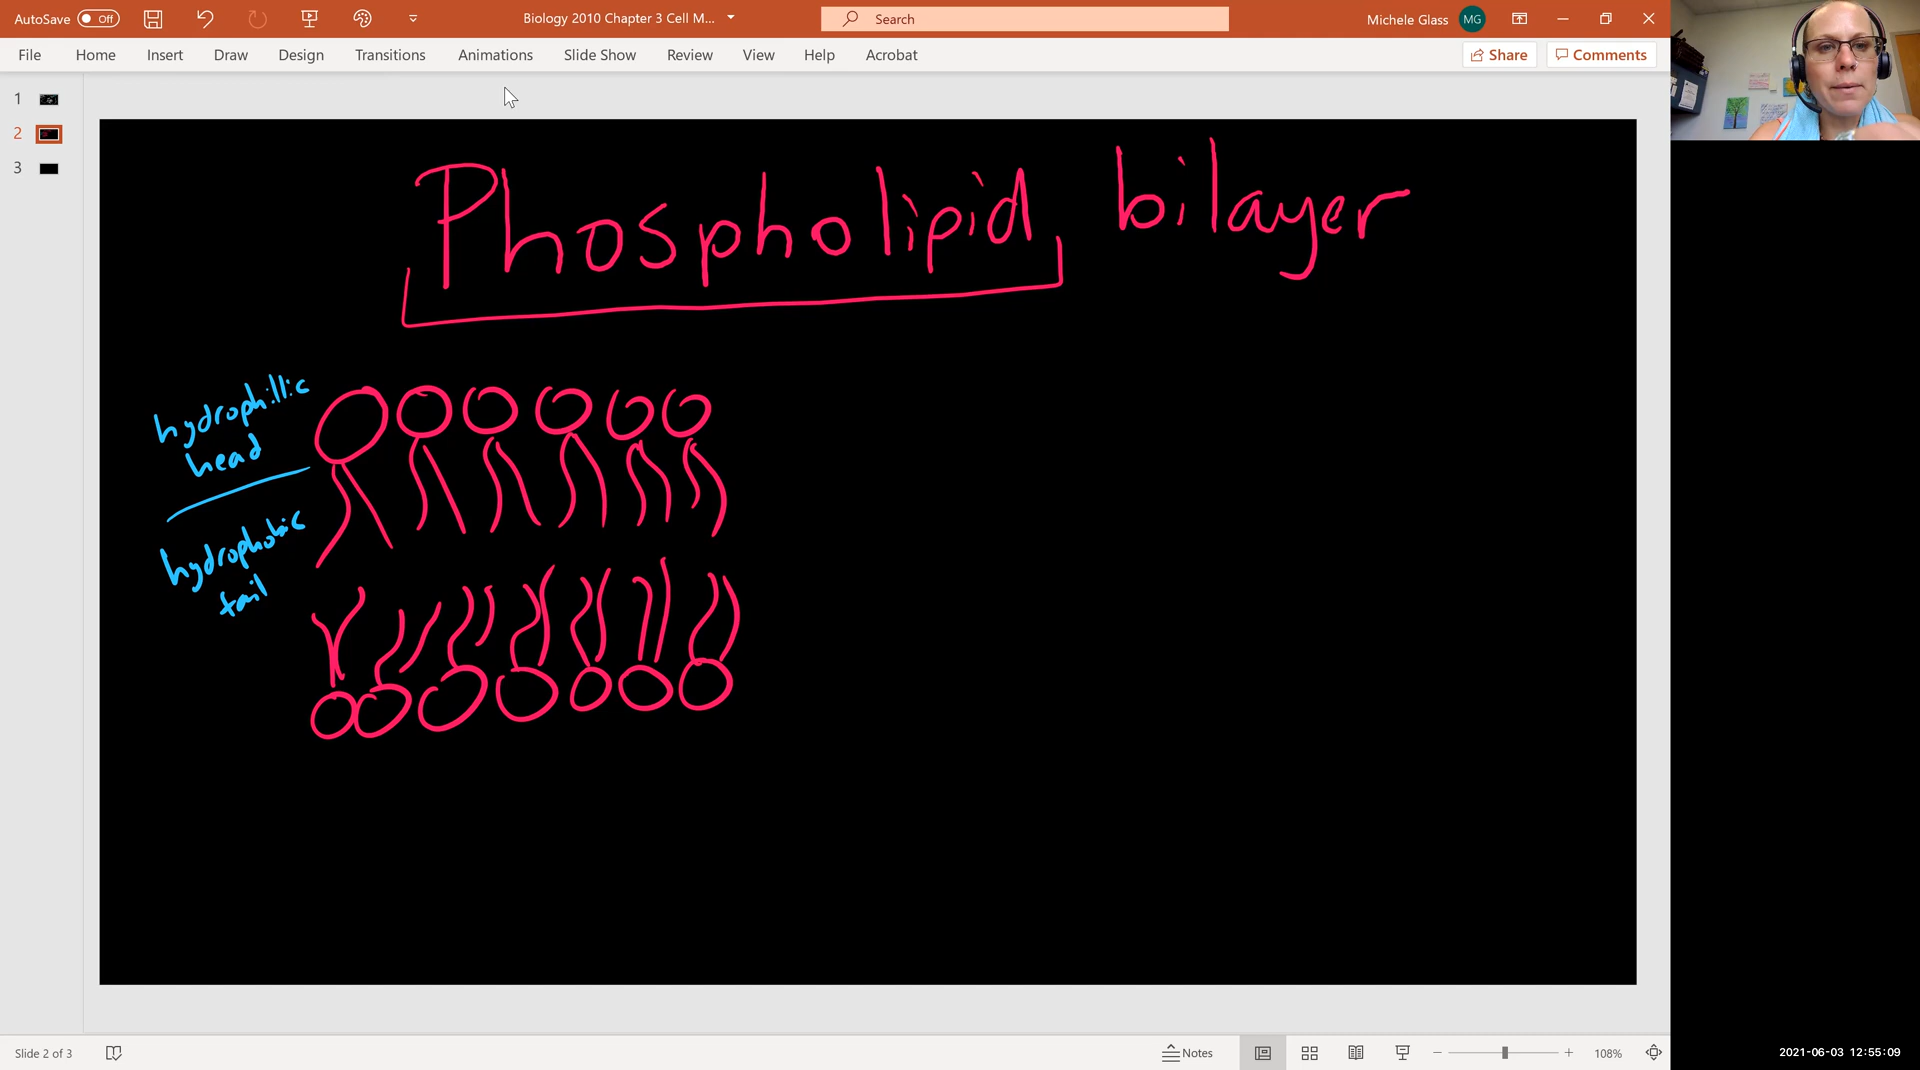 AutoSave Off Biology 2010 Chapter 3 Cell M... Search Michele Glass MG
File Home Insert Draw Design Transitions Animations Slide Show Review View Help Acrobat Share Comments
1
2
3
Phospholipid bilayer
hydrophillic
head
hydrophobic
tail
Slide 2 of 3 Notes 108%
2021-06-03 12:55:09